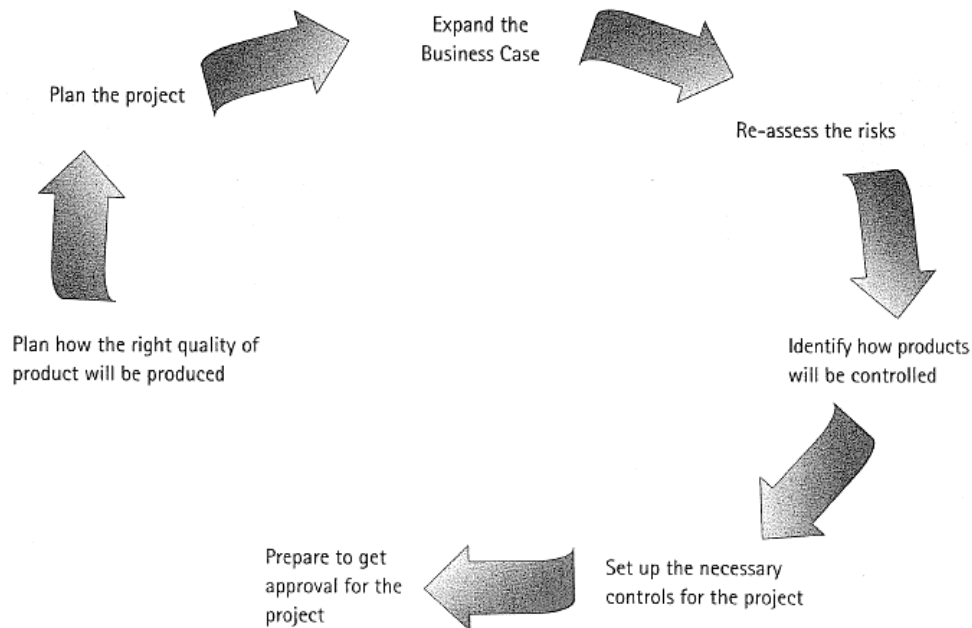 Expand the
Business Case
Plan the project
Re-assess the risks
Plan how the right quality of
product will be produced
Identify how products
will be controlled
Prepare to get
approval for the
project
Set up the necessary
controls for the project